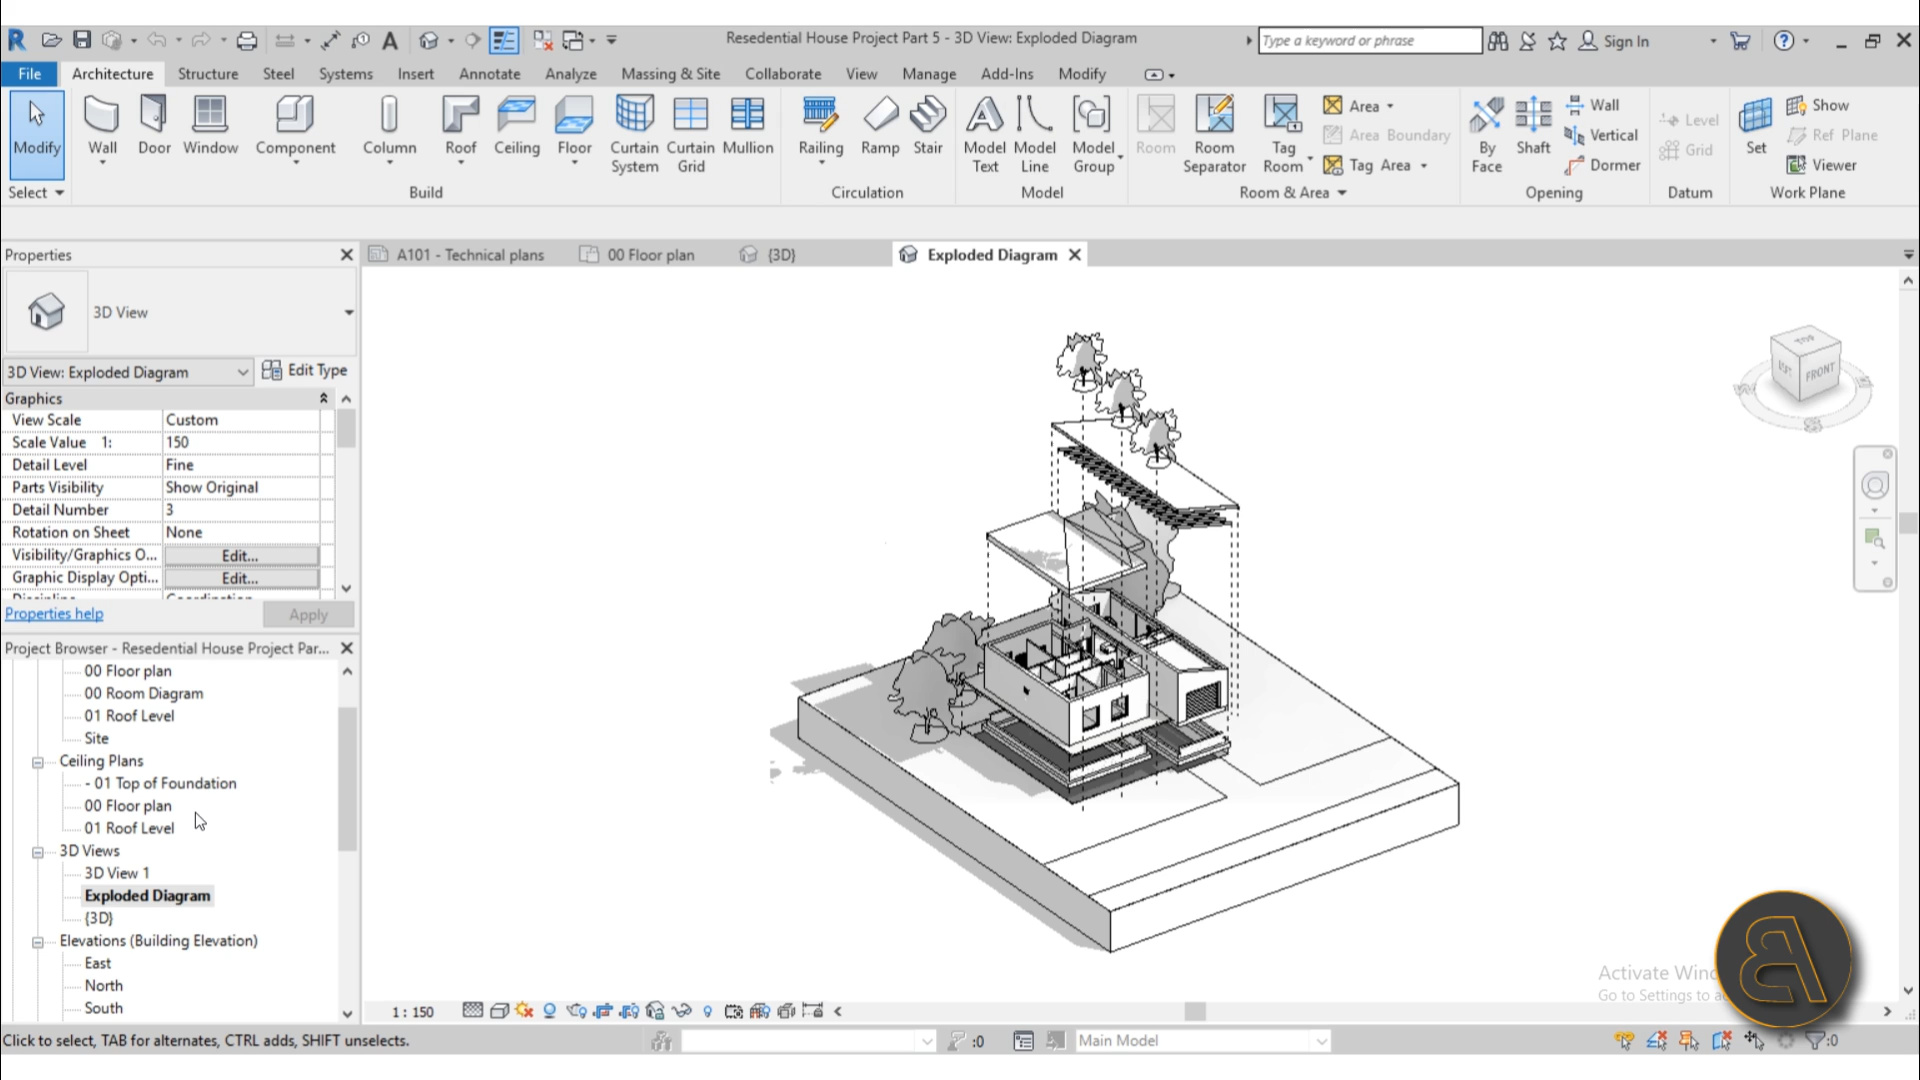 Resedential House Project Part 5 - 3D View: Exploded Diagram
Type a keyword or phrase
Sign In
File Architecture Structure Steel Systems Insert Annotate Analyze Massing & Site Collaborate View Manage Add-Ins Modify
Modify
Wall
Door
Window
Component
Column
Roof
Ceiling
Floor
Curtain System
Curtain Grid
Mullion
Railing
Ramp
Stair
Model Text
Model Line
Model Group
Room
Room Separator
Tag Room
Area
Area Boundary
Tag Area
By Face
Shaft
Wall
Vertical
Dormer
Level
Grid
Set
Show
Ref Plane
Viewer
Select Build Circulation Model Room & Area Opening Datum Work Plane
Properties
A101 - Technical plans
00 Floor plan
{3D}
Exploded Diagram
3D View
3D View: Exploded Diagram
Edit Type
Graphics
View Scale Custom
Scale Value 1: 150
Detail Level Fine
Parts Visibility Show Original
Detail Number 3
Rotation on Sheet None
Visibility/Graphics O... Edit...
Graphic Display Opti... Edit...
Properties help
Apply
Project Browser - Resedential House Project Par...
00 Floor plan
00 Room Diagram
01 Roof Level
Site
Ceiling Plans
- 01 Top of Foundation
00 Floor plan
01 Roof Level
3D Views
3D View 1
Exploded Diagram
{3D}
Elevations (Building Elevation)
East
North
South
TOP
FRONT
Activate Wind
Go to Settings to a
1 : 150
Click to select, TAB for alternates, CTRL adds, SHIFT unselects.
:0
Main Model
:0